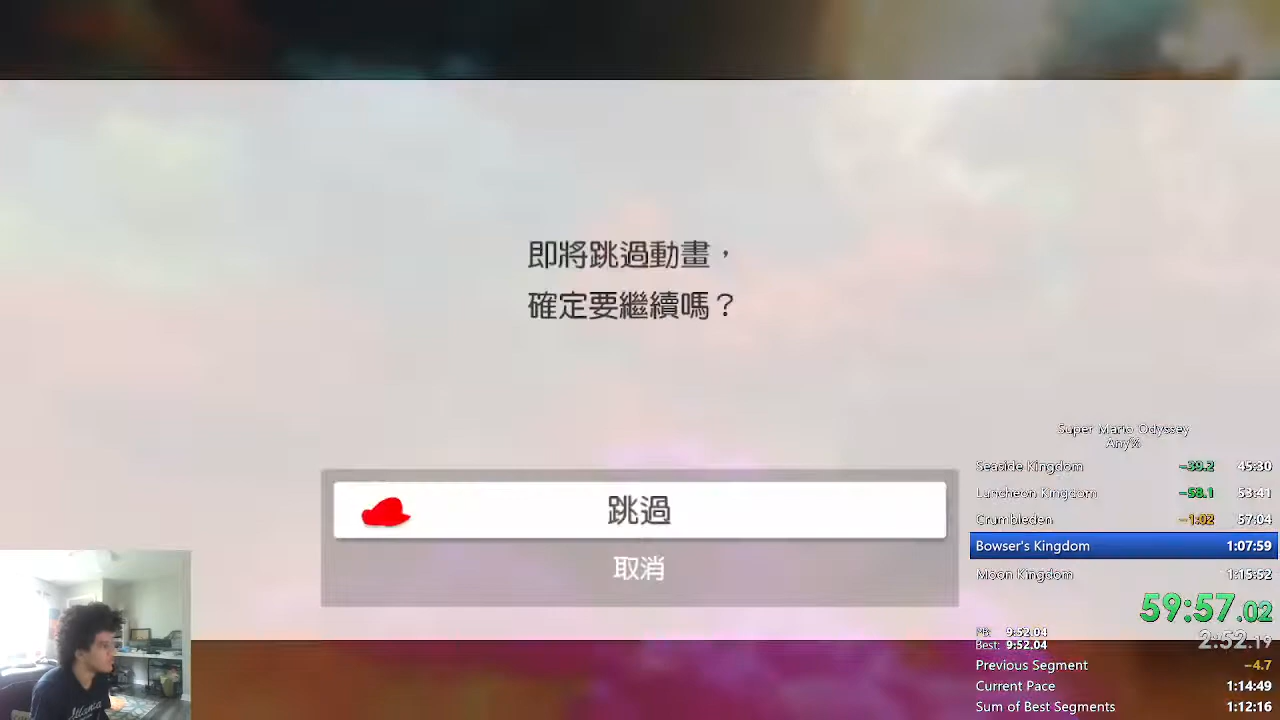 即將跳過動畫，
確定要繼續嗎？
跳過
取消
Super Mario Odyssey
Any%
Seaside Kingdom -39.2 45:30
Luncheon Kingdom -58.1 53:41
Crumbleden -1:02 57:04
Bowser's Kingdom 1:07:59
Moon Kingdom 1:15:52
59:57.02
PB: 9:52.04
2:52.19
Best: 9:52.04
Previous Segment -4.7
Current Pace 1:14:49
Sum of Best Segments 1:12:16